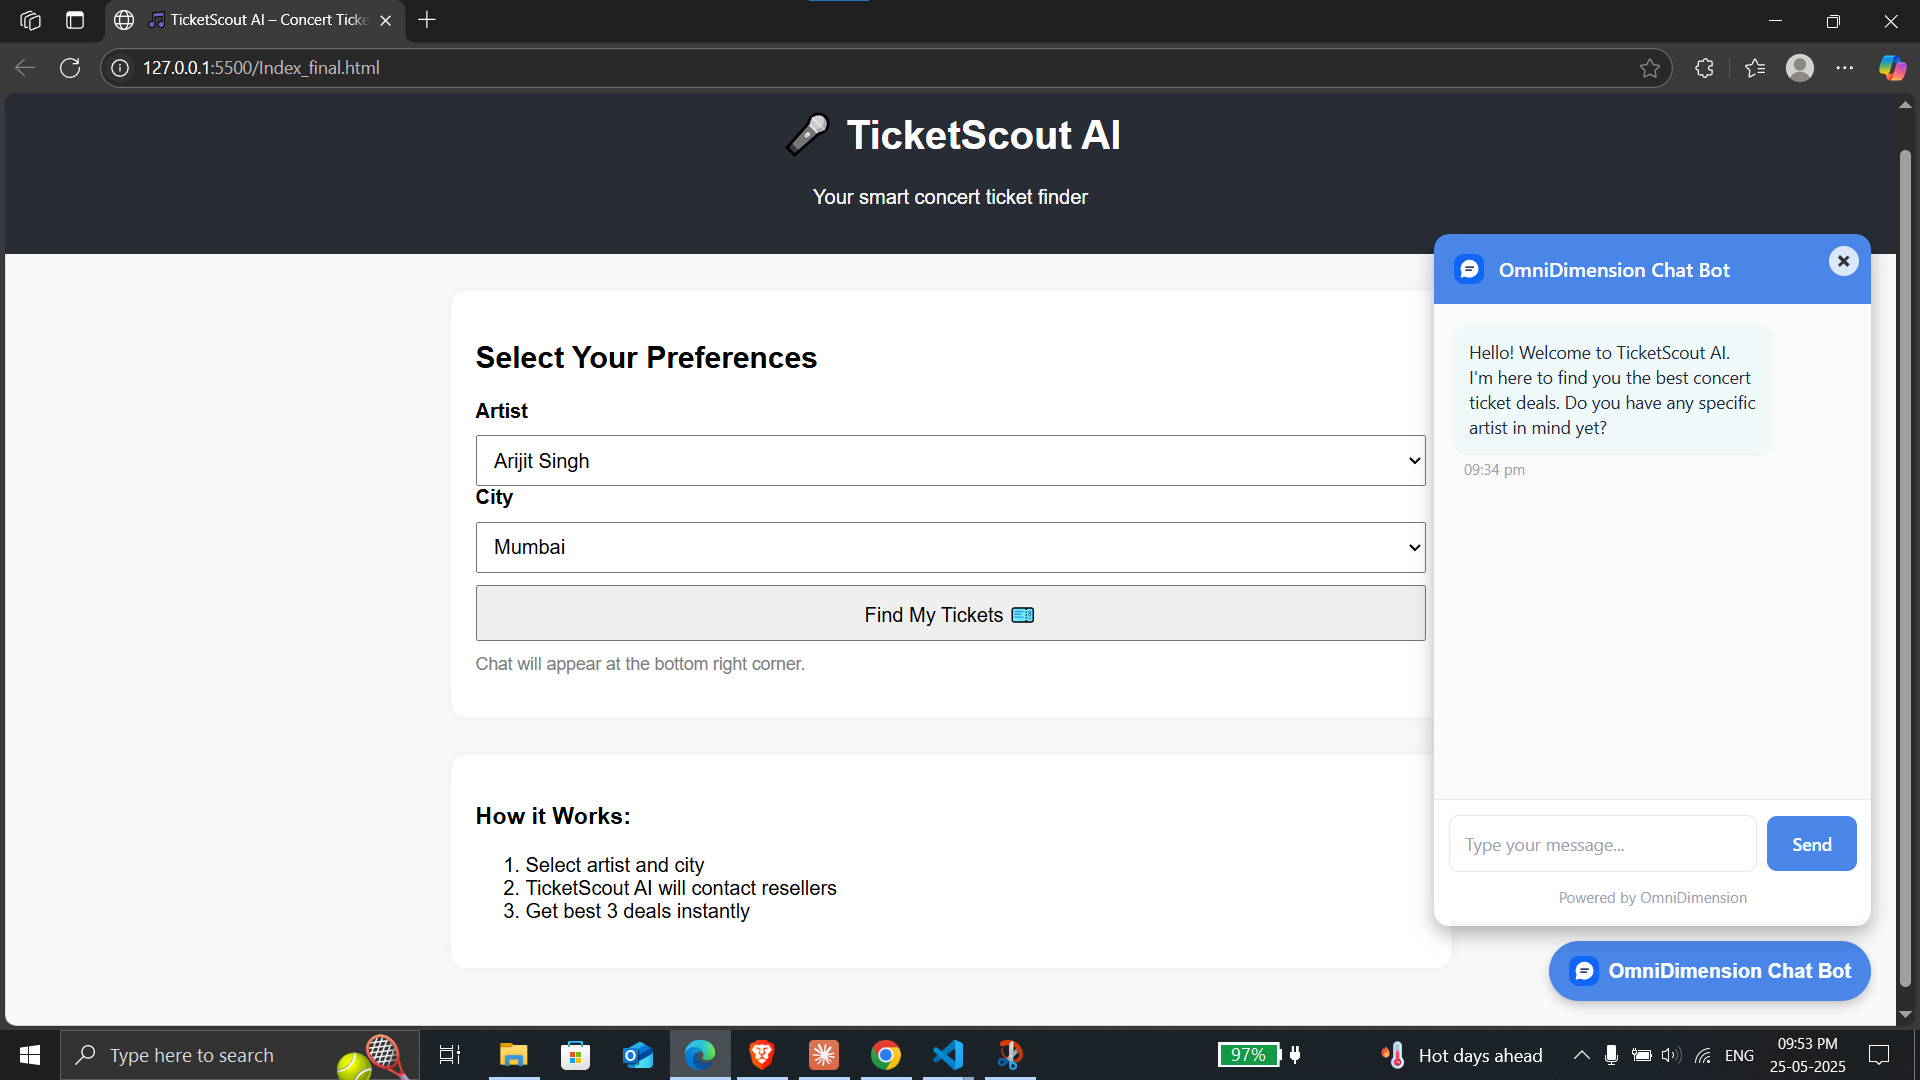 TicketScout AI – Concert Ticke
127.0.0.1:5500/Index_final.html
TicketScout AI
Your smart concert ticket finder
Select Your Preferences
Artist
Arijit Singh
City
Mumbai
Find My Tickets
Chat will appear at the bottom right corner.
How it Works:
1. Select artist and city
2. TicketScout AI will contact resellers
3. Get best 3 deals instantly
OmniDimension Chat Bot
Hello! Welcome to TicketScout AI.
I'm here to find you the best concert
ticket deals. Do you have any specific
artist in mind yet?
09:34 pm
Type your message...
Send
Powered by OmniDimension
OmniDimension Chat Bot
Type here to search
97%
Hot days ahead
ENG
09:53 PM
25-05-2025